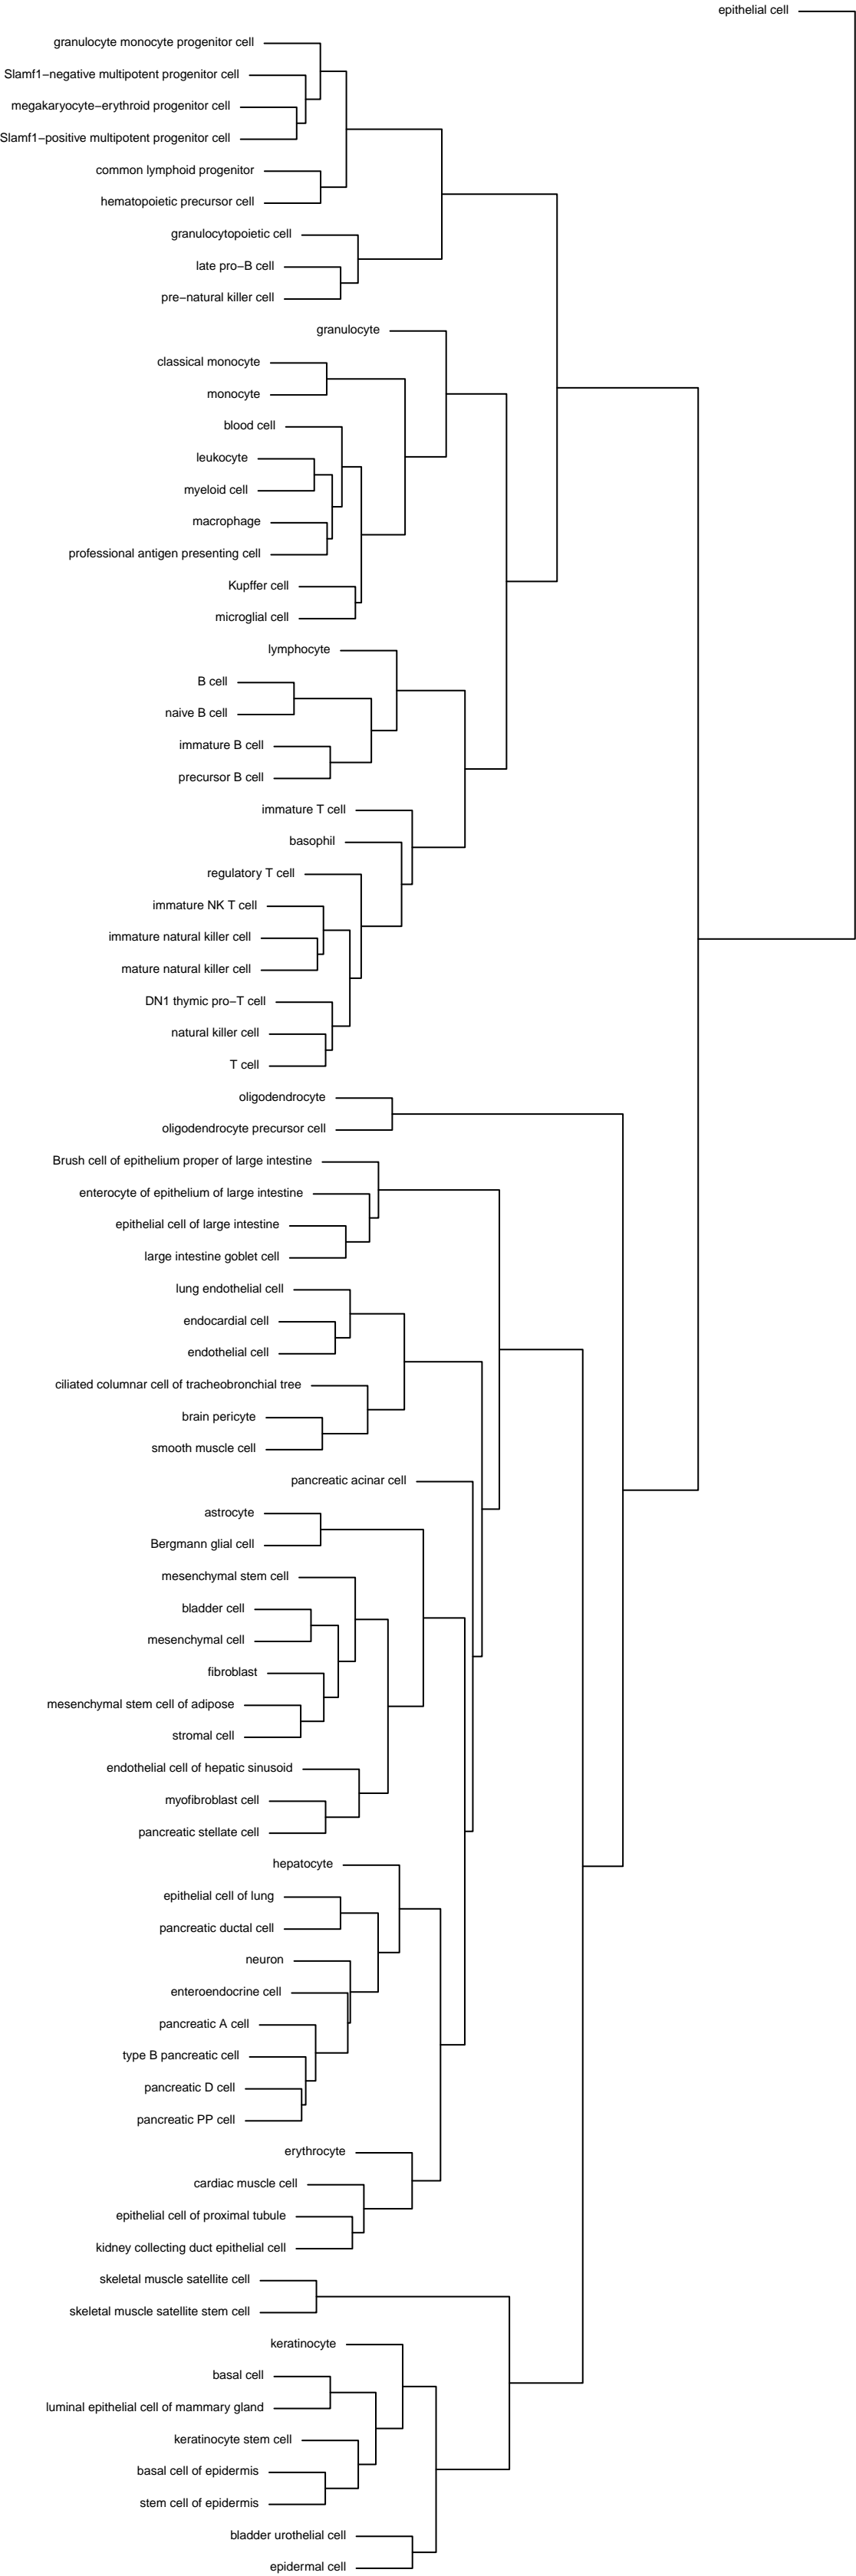 epithelial cell
granulocyte monocyte progenitor cell
Slamf1−negative multipotent progenitor cell
megakaryocyte−erythroid progenitor cell
Slamf1−positive multipotent progenitor cell
common lymphoid progenitor
hematopoietic precursor cell
granulocytopoietic cell
late pro−B cell
pre−natural killer cell
granulocyte
classical monocyte
monocyte
blood cell
leukocyte
myeloid cell
macrophage
professional antigen presenting cell
Kupffer cell
microglial cell
lymphocyte
B cell
naive B cell
immature B cell
precursor B cell
immature T cell
basophil
regulatory T cell
immature NK T cell
immature natural killer cell
mature natural killer cell
DN1 thymic pro−T cell
natural killer cell
T cell
oligodendrocyte
oligodendrocyte precursor cell
Brush cell of epithelium proper of large intestine
enterocyte of epithelium of large intestine
epithelial cell of large intestine
large intestine goblet cell
lung endothelial cell
endocardial cell
endothelial cell
ciliated columnar cell of tracheobronchial tree
brain pericyte
smooth muscle cell
pancreatic acinar cell
astrocyte
Bergmann glial cell
mesenchymal stem cell
bladder cell
mesenchymal cell
fibroblast
mesenchymal stem cell of adipose
stromal cell
endothelial cell of hepatic sinusoid
myofibroblast cell
pancreatic stellate cell
hepatocyte
epithelial cell of lung
pancreatic ductal cell
neuron
enteroendocrine cell
pancreatic A cell
type B pancreatic cell
pancreatic D cell
pancreatic PP cell
erythrocyte
cardiac muscle cell
epithelial cell of proximal tubule
kidney collecting duct epithelial cell
skeletal muscle satellite cell
skeletal muscle satellite stem cell
keratinocyte
basal cell
luminal epithelial cell of mammary gland
keratinocyte stem cell
basal cell of epidermis
stem cell of epidermis
bladder urothelial cell
epidermal cell